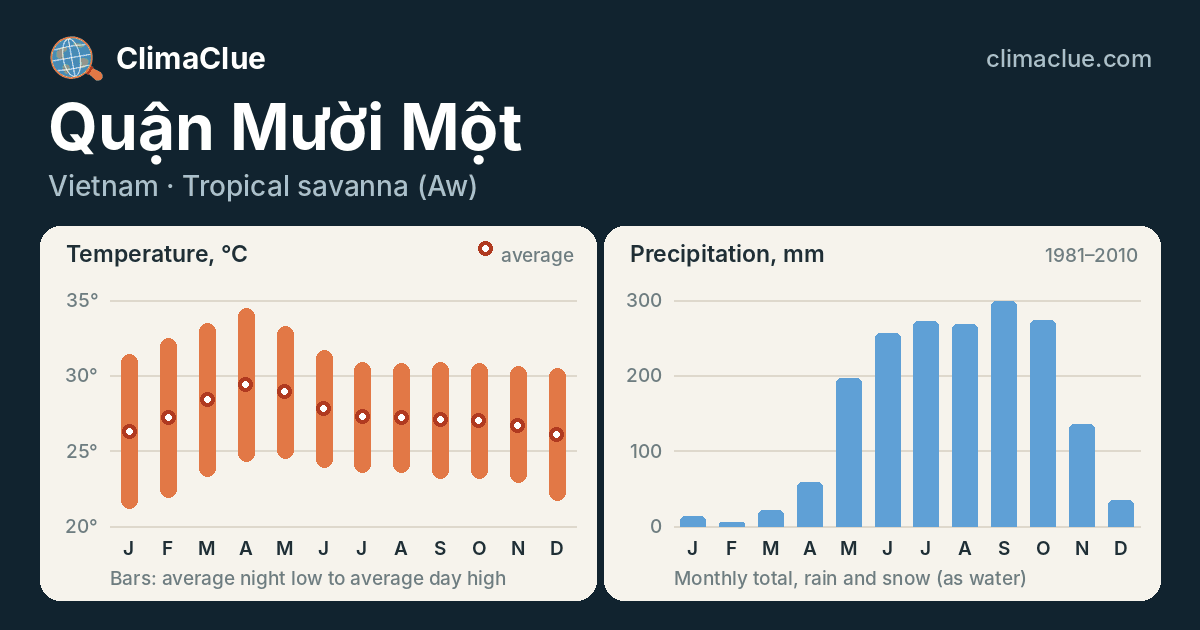 ClimaClue
climaclue.com
Quận Mười Một
Vietnam · Tropical savanna (Aw)
Temperature, °C
average
35°
30°
25°
20°
J F M A M J J A S O N D
Bars: average night low to average day high
Precipitation, mm
1981–2010
300
200
100
0
J F M A M J J A S O N D
Monthly total, rain and snow (as water)